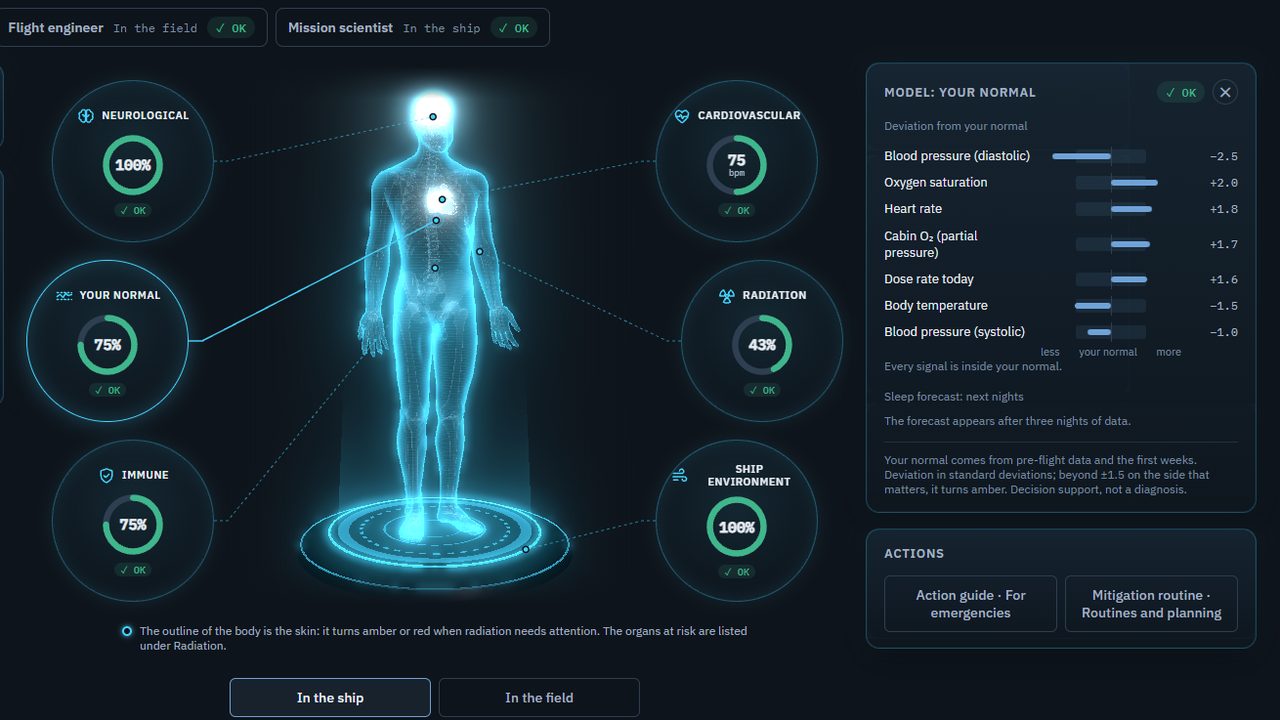 Flight engineer In the field ✓ OK
Mission scientist In the ship ✓ OK
NEUROLOGICAL
100%
✓ OK
YOUR NORMAL
75%
✓ OK
IMMUNE
75%
✓ OK
CARDIOVASCULAR
75
bpm
✓ OK
RADIATION
43%
✓ OK
SHIP
ENVIRONMENT
100%
✓ OK
The outline of the body is the skin: it turns amber or red when radiation needs attention. The organs at risk are listed
under Radiation.
In the ship
In the field
MODEL: YOUR NORMAL ✓ OK
Deviation from your normal
Blood pressure (diastolic) −2.5
Oxygen saturation +2.0
Heart rate +1.8
Cabin O₂ (partial
pressure) +1.7
Dose rate today +1.6
Body temperature −1.5
Blood pressure (systolic) −1.0
less your normal more
Every signal is inside your normal.
Sleep forecast: next nights
The forecast appears after three nights of data.
Your normal comes from pre-flight data and the first weeks.
Deviation in standard deviations; beyond ±1.5 on the side that
matters, it turns amber. Decision support, not a diagnosis.
ACTIONS
Action guide · For
emergencies
Mitigation routine ·
Routines and planning